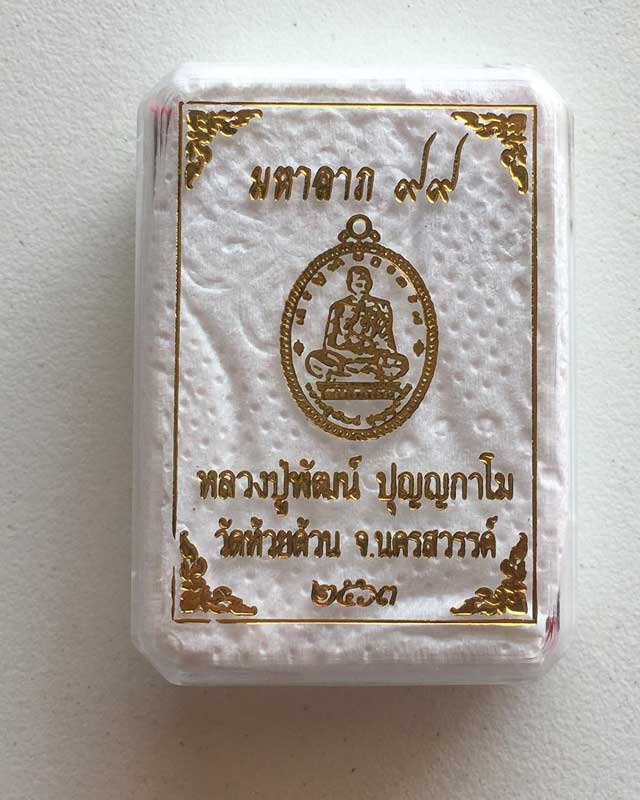 มหาลาภ ๙๙
หลวงปู่พัฒน์ ปุญญกาโม
วัดห้วยด้วน จ.นครสวรรค์
๒๕๖๓